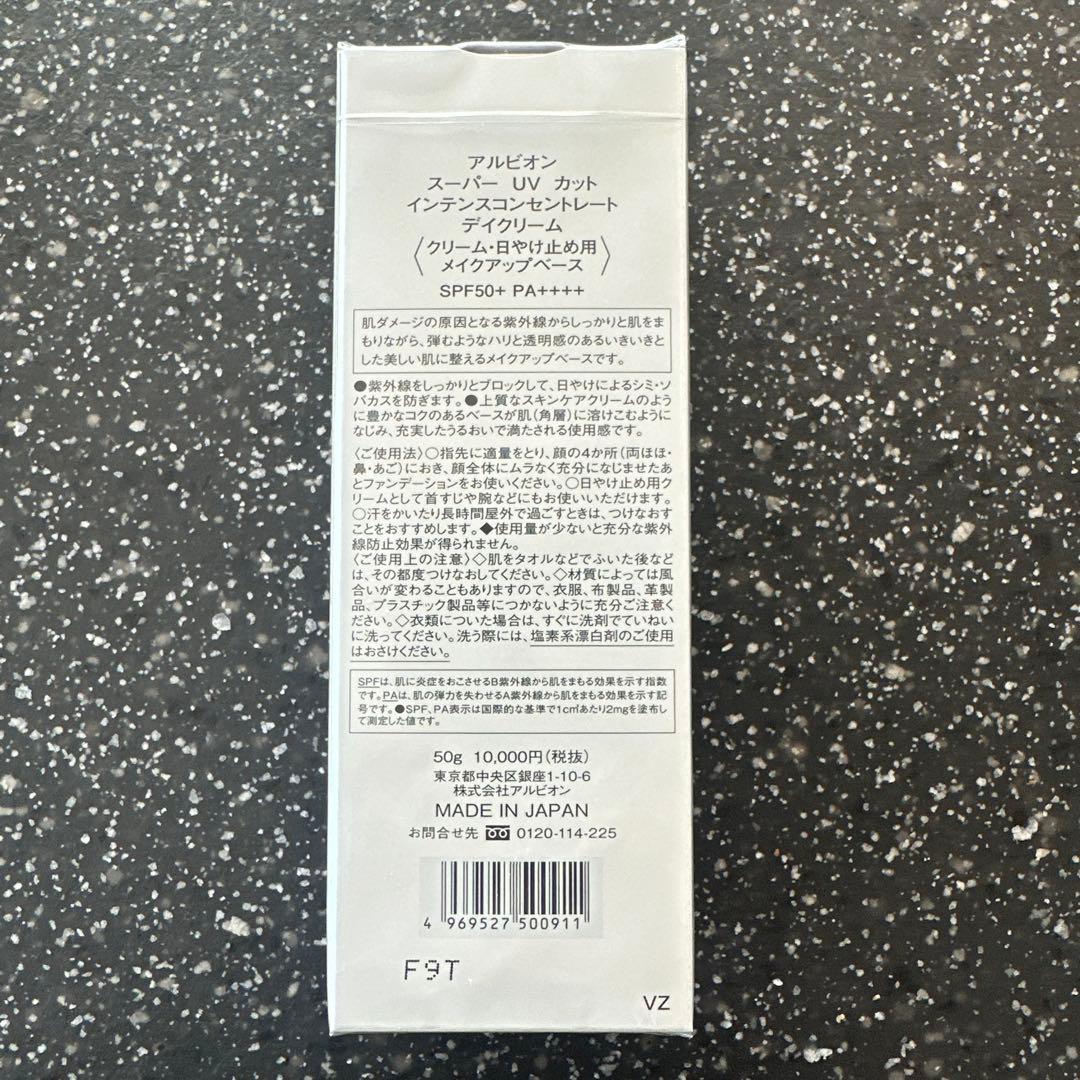 アルビオン
スーパー UV カット
インテンスコンセントレート
デイクリーム
〈クリーム・日やけ止め用
メイクアップベース〉
SPF50+ PA++++
肌ダメージの原因となる紫外線からしっかりと肌をま
もりながら、弾むようなハリと透明感のあるいきいきと
した美しい肌に整えるメイクアップベースです。
●紫外線をしっかりとブロックして、日やけによるシミ・ソ
バカスを防ぎます。●上質なスキンケアクリームのよう
に豊かなコクのあるベースが肌(角層)に溶けこむように
なじみ、充実したうるおいで満たされる使用感です。
〈ご使用法〉○指先に適量をとり、顔の4か所(両ほほ・
鼻・あご)におき、顔全体にムラなく充分になじませたあ
とファンデーションをお使いください。○日やけ止め用ク
リームとして首すじや腕などにもお使いいただけます。
○汗をかいたり長時間屋外で過ごすときは、つけなおす
ことをおすすめします。◆使用量が少ないと充分な紫外
線防止効果が得られません。
〈ご使用上の注意〉◇肌をタオルなどでふいた後など
は、その都度つけなおしてください。◇材質によっては風
合いが変わることもありますので、衣服、布製品、革製
品、プラスチック製品等につかないように充分ご注意く
ださい。◇衣類についた場合は、すぐに洗剤でていねい
に洗ってください。洗う際には、塩素系漂白剤のご使用
はおさけください。
SPFは、肌に炎症をおこさせるB紫外線から肌をまもる効果を示す指数
です。PAは、肌の弾力を失わせるA紫外線から肌をまもる効果を示す記
号です。●SPF、PA表示は国際的な基準で1c㎡あたり2mgを塗布し
て測定した値です。
50g 10,000円(税抜)
東京都中央区銀座1-10-6
株式会社アルビオン
MADE IN JAPAN
お問合せ先 0120-114-225
4 969527 500911
F9T
VZ